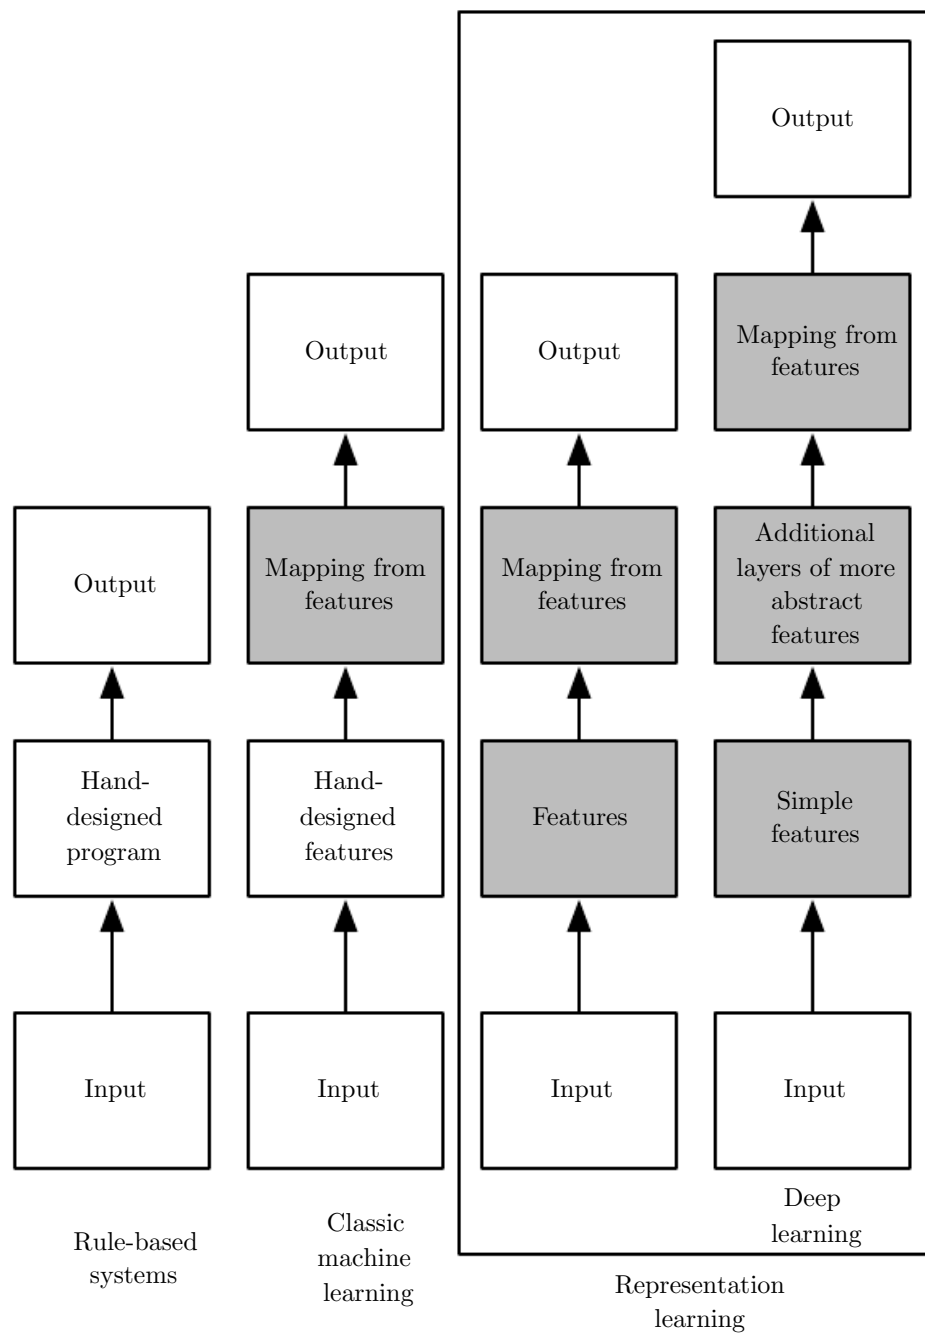 Output
Output
Output
Mapping from
features
Output
Mapping from
features
Mapping from
features
Additional
layers of more
abstract
features
Hand-
designed
program
Hand-
designed
features
Features
Simple
features
Input
Input
Input
Input
Rule-based
systems
Classic
machine
learning
Deep
learning
Representation
learning